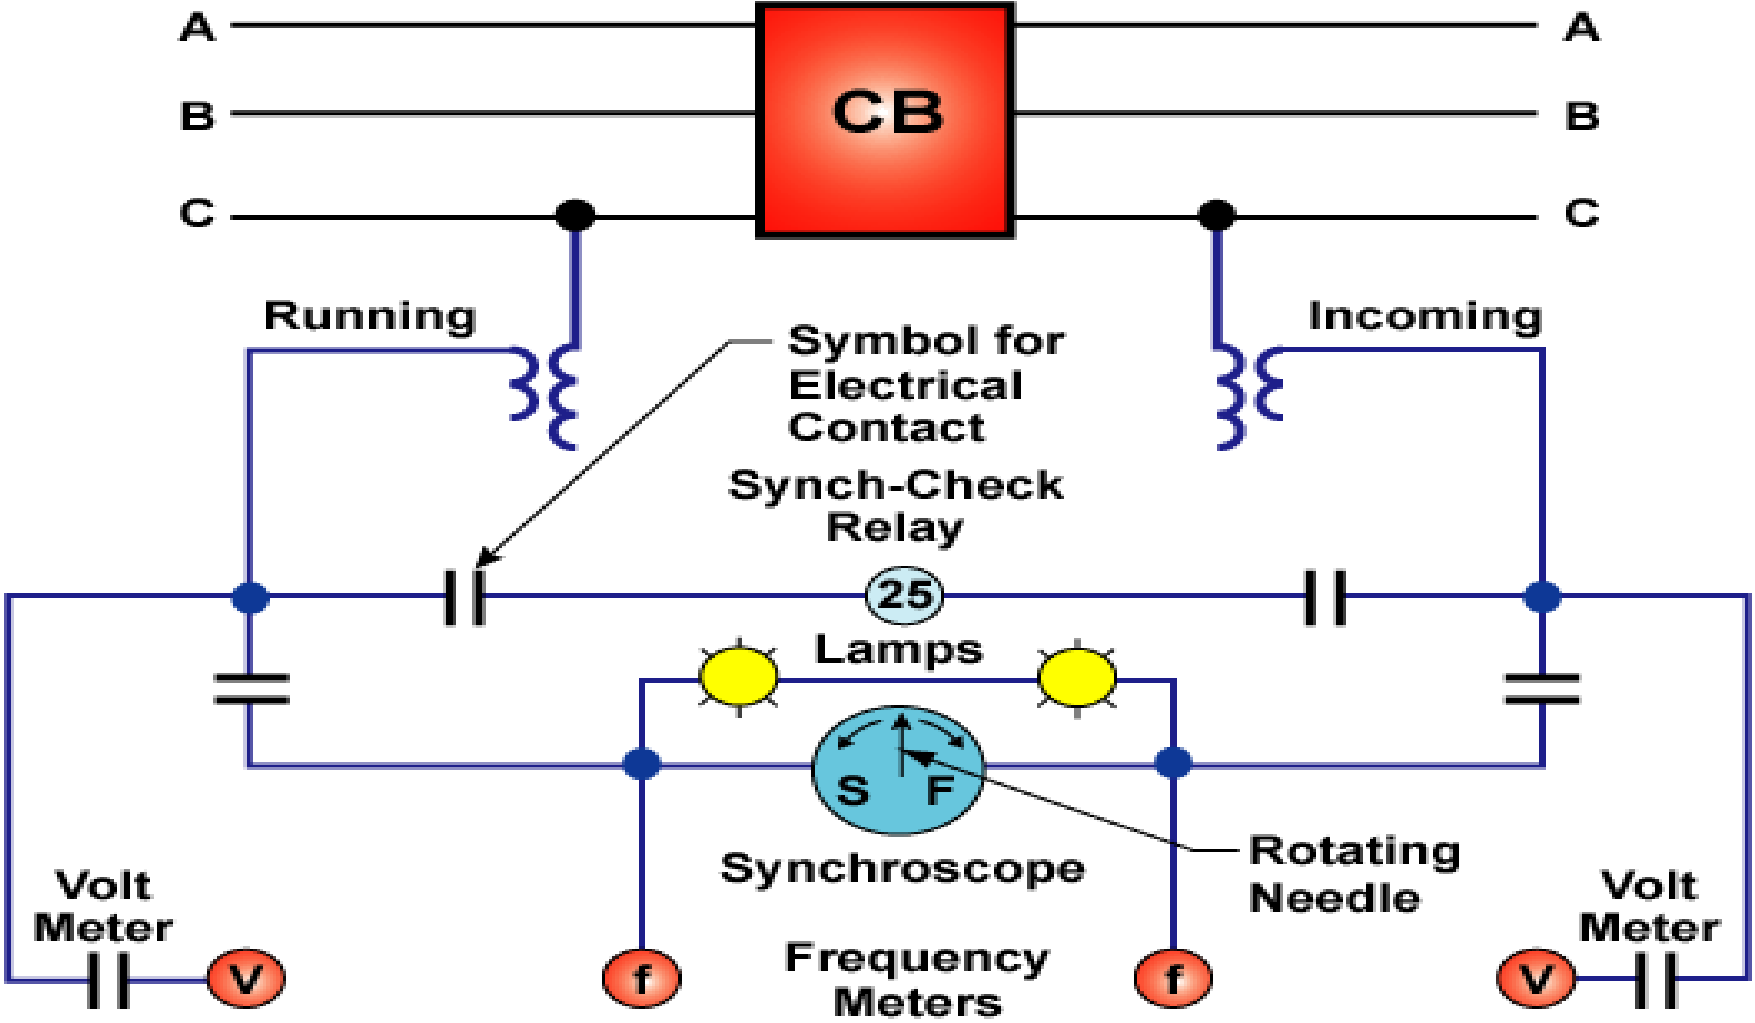 A
A
CB
B
B
C
C
Running
Incoming
Symbol for
Electrical
Contact
Synch-Check
Relay
25
Lamps
S F
Synchroscope
Rotating
Needle
Volt
Meter
Volt
Meter
Frequency
Meters
V
f
f
V